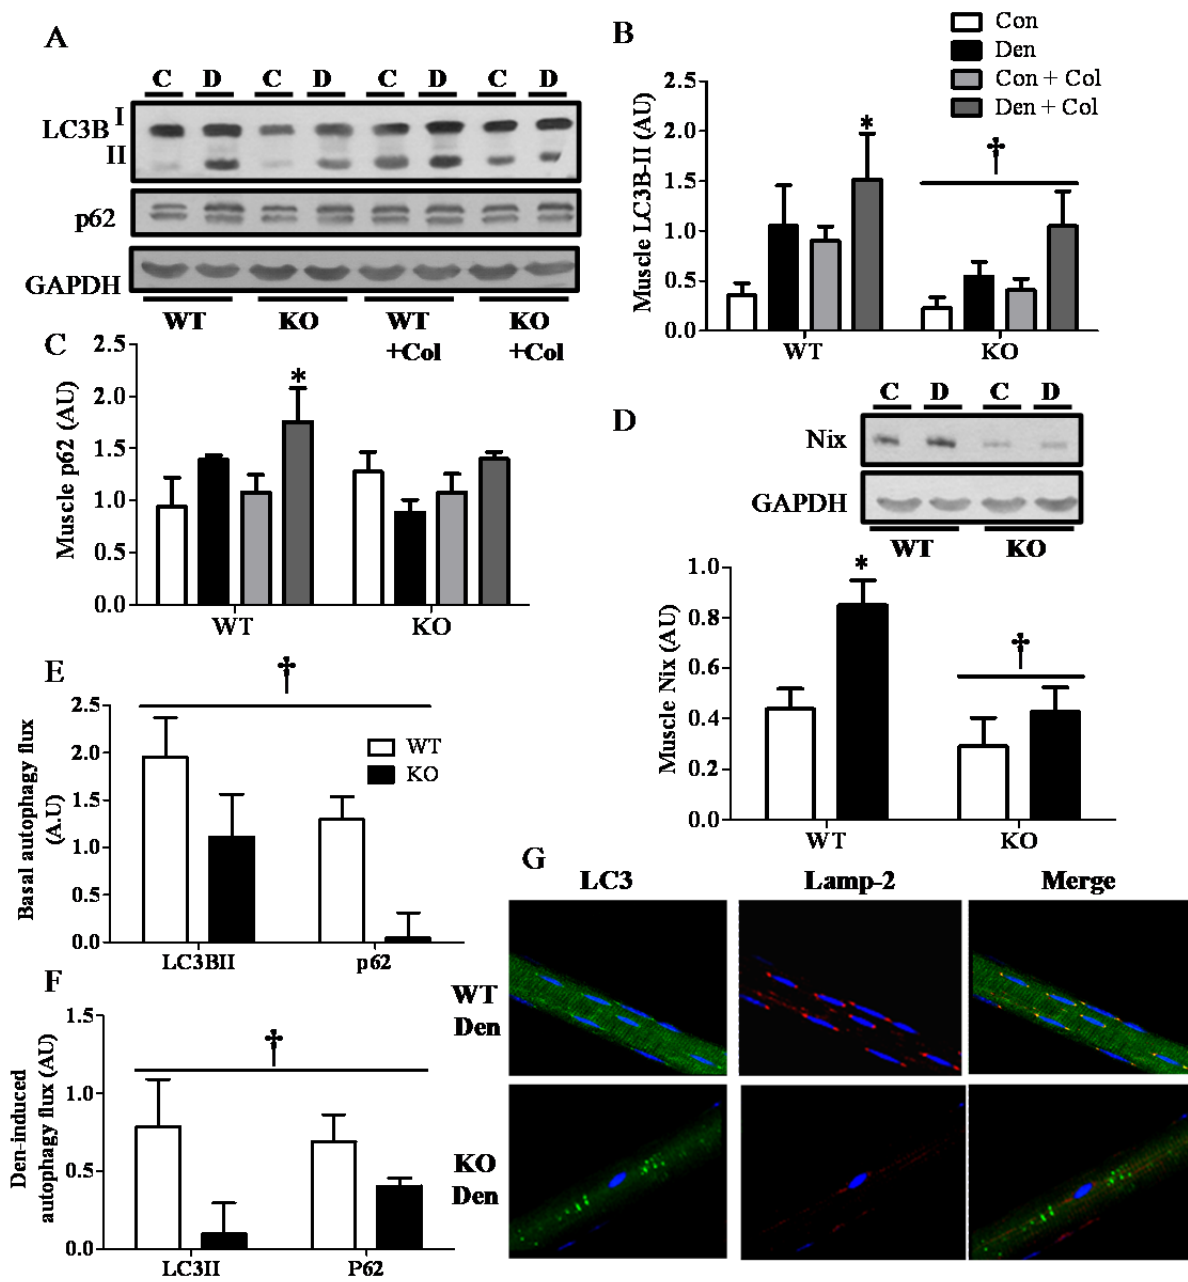 A
C D C D C D C D
LC3B I
II
p62
GAPDH
WT KO WT KO
+Col +Col
B
Con
Den
Con + Col
Den + Col
Muscle LC3B-II (AU)
2.5
2.0
1.5
1.0
0.5
0.0
*
†
WT KO
C
Muscle p62 (AU)
2.5
2.0
1.5
1.0
0.5
0.0
*
WT KO
D
C D C D
Nix
GAPDH
WT KO
Muscle Nix (AU)
1.0
0.8
0.6
0.4
0.2
0.0
*
†
WT KO
E
†
Basal autophagy flux
(A.U
2.5
2.0
1.5
1.0
0.5
0.0
WT
KO
LC3BII p62
F
†
Den-induced
autophagy flux (AU)
1.5
1.0
0.5
0.0
LC3II P62
G
LC3 Lamp-2 Merge
WT
Den
KO
Den